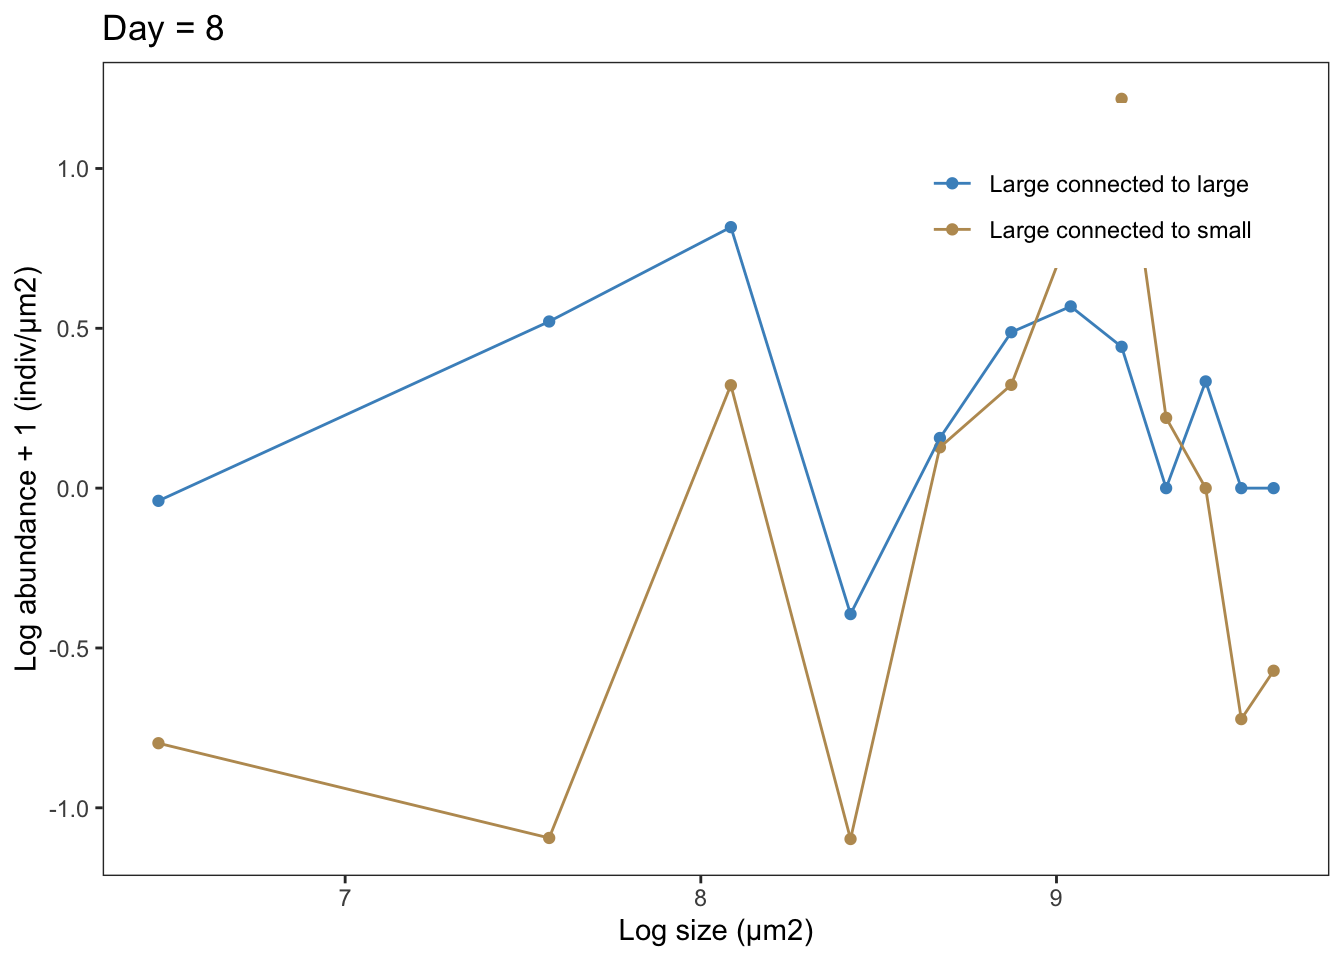 Day = 8
Log abundance + 1 (indiv/µm2)
1.0
0.5
0.0
-0.5
-1.0
Large connected to large
Large connected to small
7 8 9
Log size (µm2)